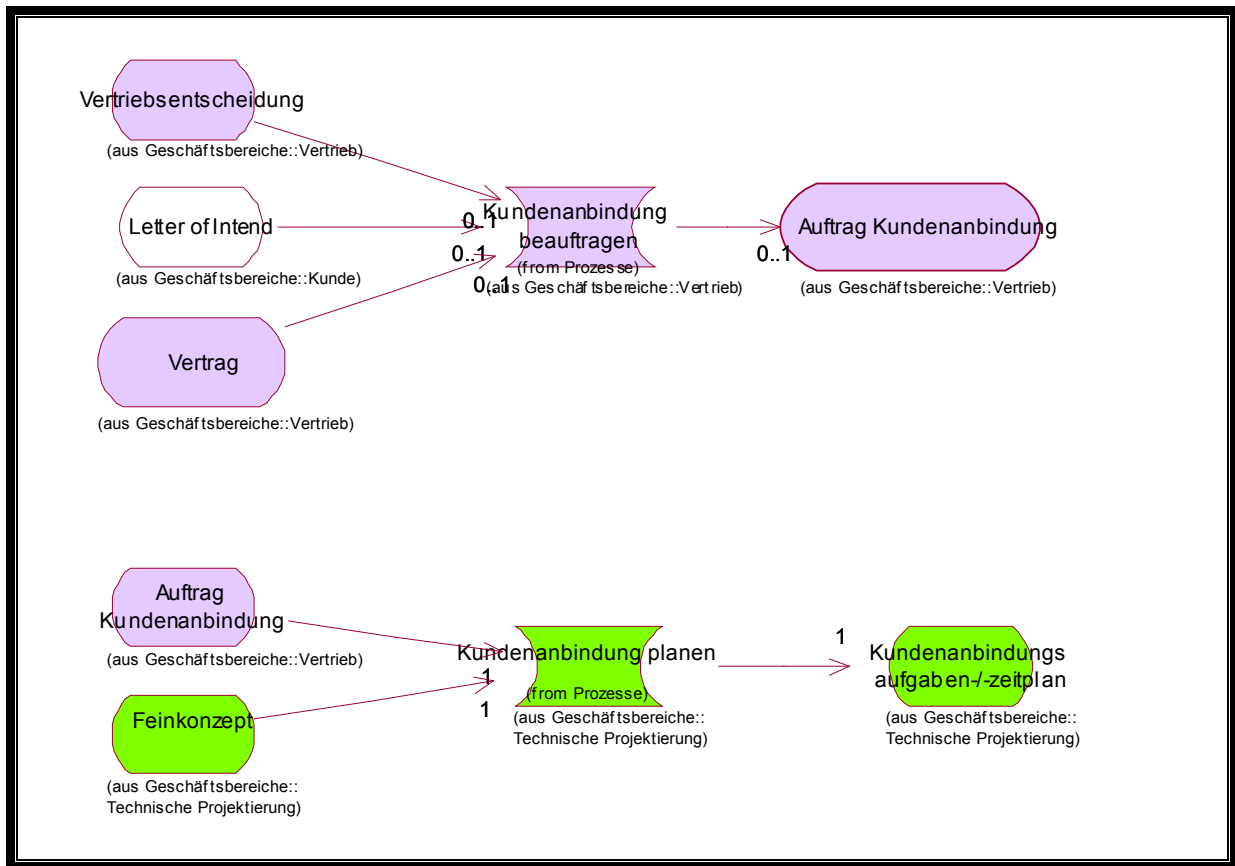 Vertriebsentscheidung
(aus Geschäftsbereiche::Vertrieb)
Letter of Intend
(aus Geschäftsbereiche::Kunde)
Vertrag
(aus Geschäftsbereiche::Vertrieb)
0..1
0..1
0..1
Kundenanbindung
beauftragen
(from Prozesse)
(aus Geschäftsbereiche::Vertrieb)
0..1
Auftrag Kundenanbindung
(aus Geschäftsbereiche::Vertrieb)
Auftrag
Kundenanbindung
(aus Geschäftsbereiche::Vertrieb)
Feinkonzept
(aus Geschäftsbereiche::
Technische Projektierung)
Kundenanbindung planen
1
1
(from Prozesse)
(aus Geschäftsbereiche::
Technische Projektierung)
1
Kundenanbindungs
aufgaben-/-zeitplan
(aus Geschäftsbereiche::
Technische Projektierung)